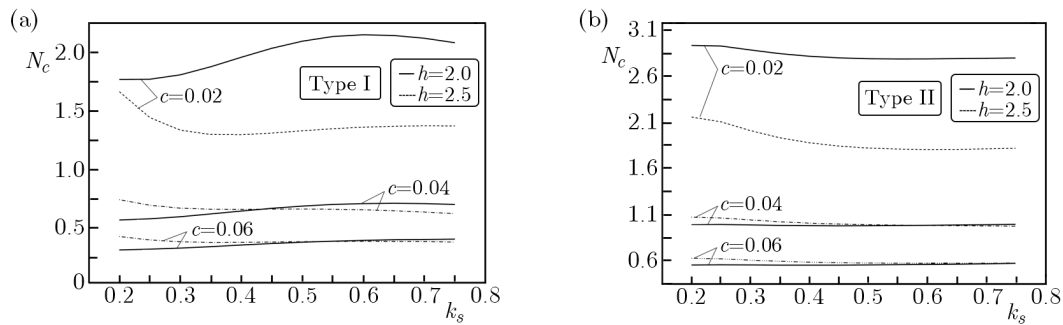 (a)
N_c
2.0
1.5
1.0
0.5
0
Type I
h=2.0
h=2.5
c=0.02
c=0.04
c=0.06
0.2 0.3 0.4 0.5 0.6 0.7 0.8
k_s
(b)
N_c
3.1
2.6
2.1
1.6
1.1
0.6
c=0.02
Type II
h=2.0
h=2.5
c=0.04
c=0.06
0.2 0.3 0.4 0.5 0.6 0.7 0.8
k_s